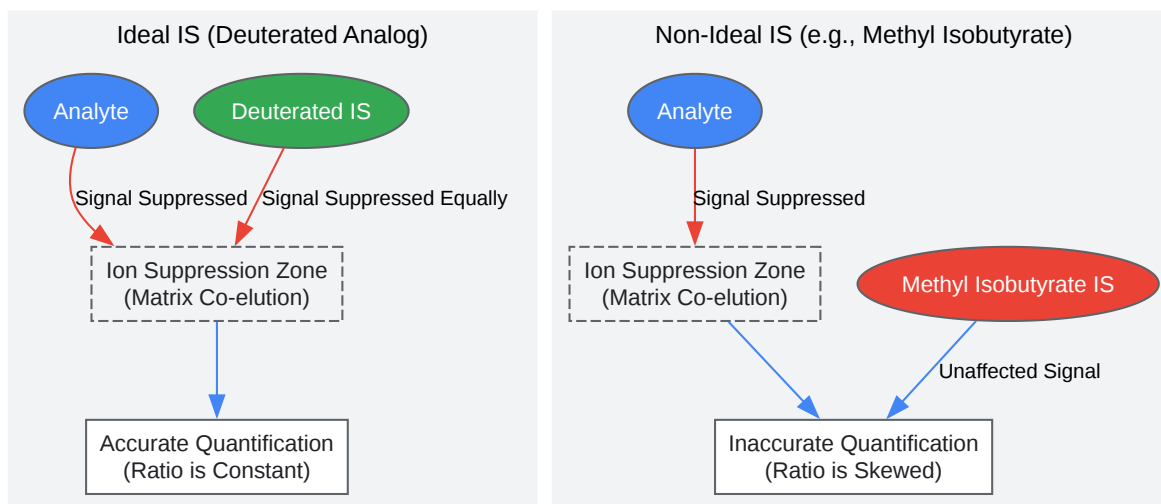 Ideal IS (Deuterated Analog)
Analyte
Deuterated IS
Signal Suppressed
Signal Suppressed Equally
Ion Suppression Zone
(Matrix Co-elution)
Accurate Quantification
(Ratio is Constant)
Non-Ideal IS (e.g., Methyl Isobutyrate)
Analyte
Signal Suppressed
Ion Suppression Zone
(Matrix Co-elution)
Methyl Isobutyrate IS
Unaffected Signal
Inaccurate Quantification
(Ratio is Skewed)